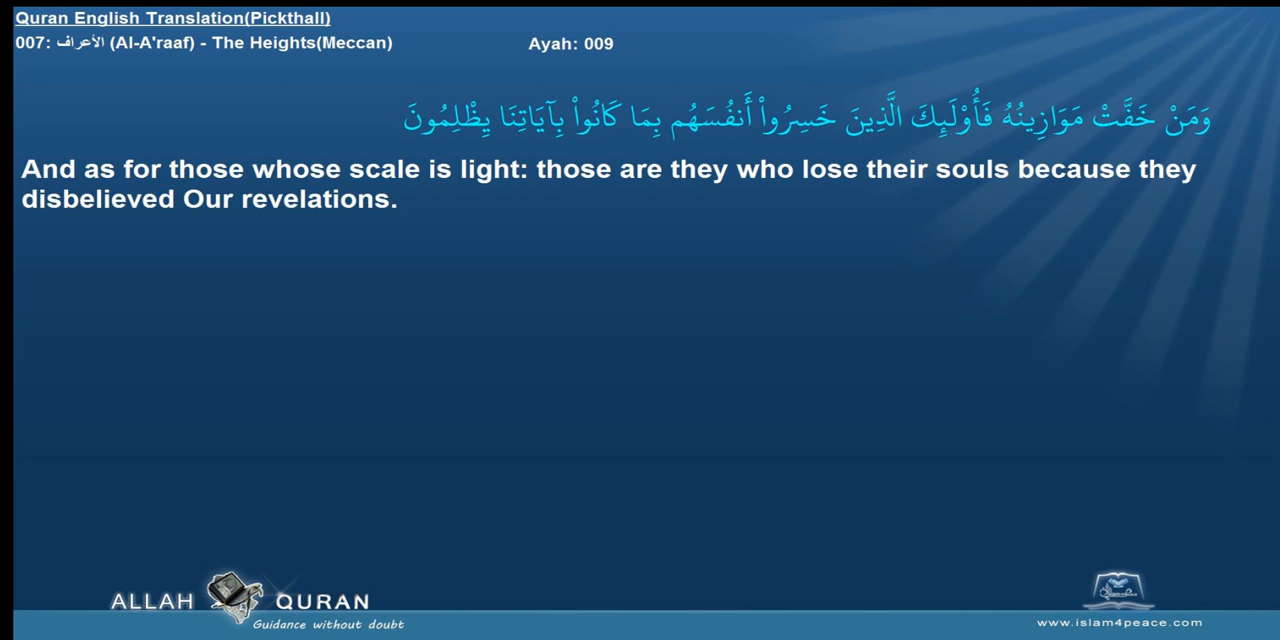 Quran English Translation(Pickthall)
007: الأعراف (Al-A'raaf) - The Heights(Meccan) Ayah: 009
وَمَنْ خَفَّتْ مَوَازِينُهُ فَأُوْلَئِكَ الَّذِينَ خَسِرُواْ أَنفُسَهُم بِمَا كَانُواْ بِآيَاتِنَا يِظْلِمُونَ
And as for those whose scale is light: those are they who lose their souls because they
disbelieved Our revelations.
ALLAH QURAN
Guidance without doubt
www.islam4peace.com